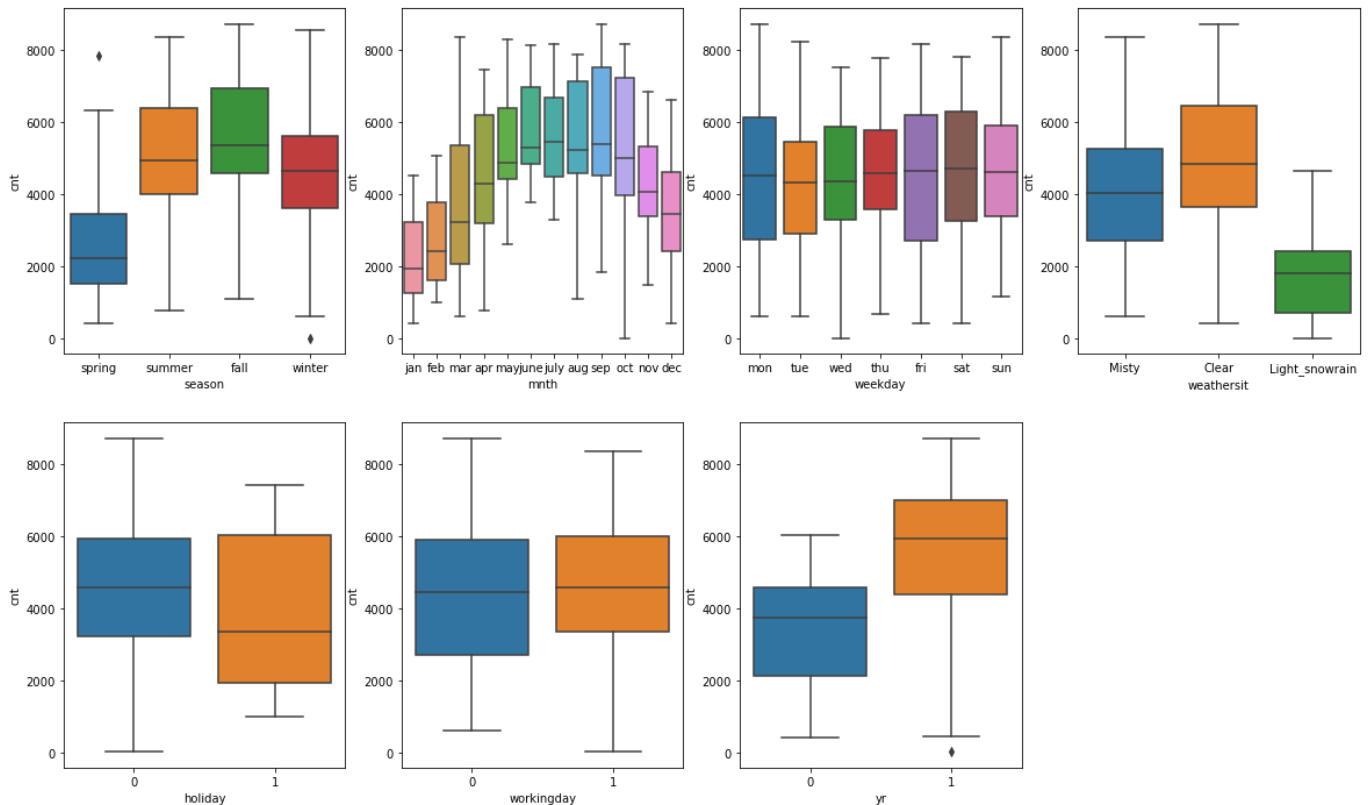 cnt
8000
6000
4000
2000
0
spring summer fall winter
season
cnt
8000
6000
4000
2000
0
jan feb mar apr may june july aug sep oct nov dec
mnth
cnt
8000
6000
4000
2000
0
mon tue wed thu fri sat sun
weekday
cnt
8000
6000
4000
2000
0
Misty Clear Light_snowrain
weathersit
cnt
8000
6000
4000
2000
0
0 1
holiday
cnt
8000
6000
4000
2000
0
0 1
workingday
cnt
8000
6000
4000
2000
0
0 1
yr